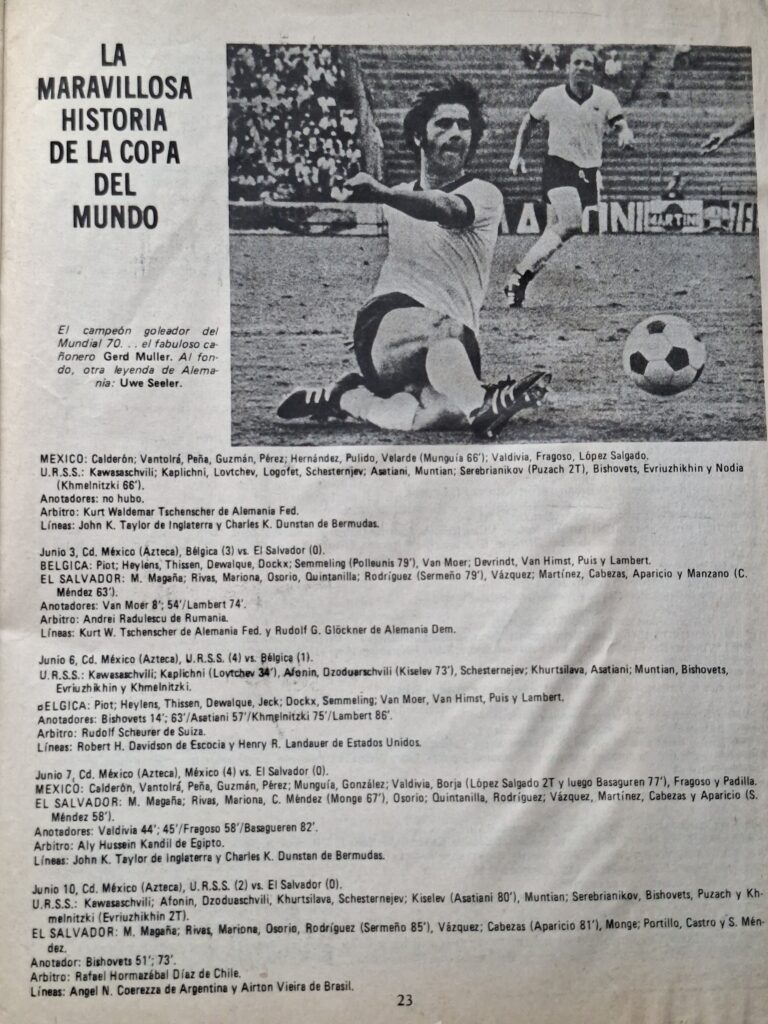 LA
MARAVILLOSA
HISTORIA
DE LA COPA
DEL
MUNDO
MARTINI
El campeón goleador del
Mundial 70. . . el fabuloso ca-
ñonero Gerd Muller. Al fon-
do, otra leyenda de Alema-
nia: Uwe Seeler.
MEXICO: Calderón; Vantolrá, Peña, Guzmán, Pérez; Hernández, Pulido, Velarde (Munguía 66'); Valdivia, Fragoso, López Salgado.
U.R.S.S.: Kawasaschvili; Kaplichni, Lovtchev, Logofet, Schesternjev; Asatiani, Muntian; Serebrianikov (Puzach 2T), Bishovets, Evriuzhikhin y Nodia
(Khmelnitzki 66').
Anotadores: no hubo.
Arbitro: Kurt Waldemar Tschenscher de Alemania Fed.
Líneas: John K. Taylor de Inglaterra y Charles K. Dunstan de Bermudas.
Junio 3, Cd. México (Azteca), Bélgica (3) vs. El Salvador (0).
BELGICA: Piot; Heylens, Thissen, Dewalque, Dockx; Semmeling (Polleunis 79'), Van Moer; Devrindt, Van Himst, Puis y Lambert.
EL SALVADOR: M. Magaña; Rivas, Mariona, Osorio, Quintanilla; Rodríguez (Sermeño 79'), Vázquez; Martínez, Cabezas, Aparicio y Manzano (C.
Méndez 63').
Anotadores: Van Moer 8'; 54'/Lambert 74'.
Arbitro: Andrei Radulescu de Rumania.
Líneas: Kurt W. Tschenscher de Alemania Fed. y Rudolf G. Glöckner de Alemania Dem.
Junio 6, Cd. México (Azteca), U.R.S.S. (4) vs. Bélgica (1).
U.R.S.S.: Kawasaschvili; Kaplichni (Lovtchev 34'), Afonin, Dzoduarschvili (Kiselev 73'), Schesternejev; Khurtsilava, Asatiani; Muntian, Bishovets,
Evriuzhikhin y Khmelnitzki.
BELGICA: Piot; Heylens, Thissen, Dewalque, Jeck; Dockx, Semmeling; Van Moer, Van Himst, Puis y Lambert.
Anotadores: Bishovets 14'; 63'/Asatiani 57'/Khmelnitzki 75'/Lambert 86'.
Arbitro: Rudolf Scheurer de Suiza.
Líneas: Robert H. Davidson de Escocia y Henry R. Landauer de Estados Unidos.
Junio 7, Cd. México (Azteca), México (4) vs. El Salvador (0).
MEXICO: Calderón, Vantolrá, Peña, Guzmán, Pérez; Munguía, González; Valdivia, Borja (López Salgado 2T y luego Basaguren 77'), Fragoso y Padilla.
EL SALVADOR: M. Magaña; Rivas, Mariona, C. Méndez (Monge 67'), Osorio; Quintanilla, Rodríguez; Vázquez, Martínez, Cabezas y Aparicio (S.
Méndez 58').
Anotadores: Valdivia 44'; 45'/Fragoso 58'/Basagueren 82'.
Arbitro: Aly Hussein Kandil de Egipto.
Líneas: John K. Taylor de Inglaterra y Charles K. Dunstan de Bermudas.
Junio 10, Cd. México (Azteca), U.R.S.S. (2) vs. El Salvador (0).
U.R.S.S.: Kawasaschvili; Afonin, Dzoduaschvili, Khurtsilava, Schesternejev; Kiselev (Asatiani 80'), Muntian; Serebrianikov, Bishovets, Puzach y Kh-
melnitzki (Evriuzhikhin 2T).
EL SALVADOR: M. Magaña; Rivas, Mariona, Osorio, Rodríguez (Sermeño 85'), Vázquez; Cabezas (Aparicio 81'), Monge; Portillo, Castro y S. Mén-
dez.
Anotador: Bishovets 51'; 73'.
Arbitro: Rafael Hormazábal Díaz de Chile.
Líneas: Angel N. Coerezza de Argentina y Airton Vieira de Brasil.
23